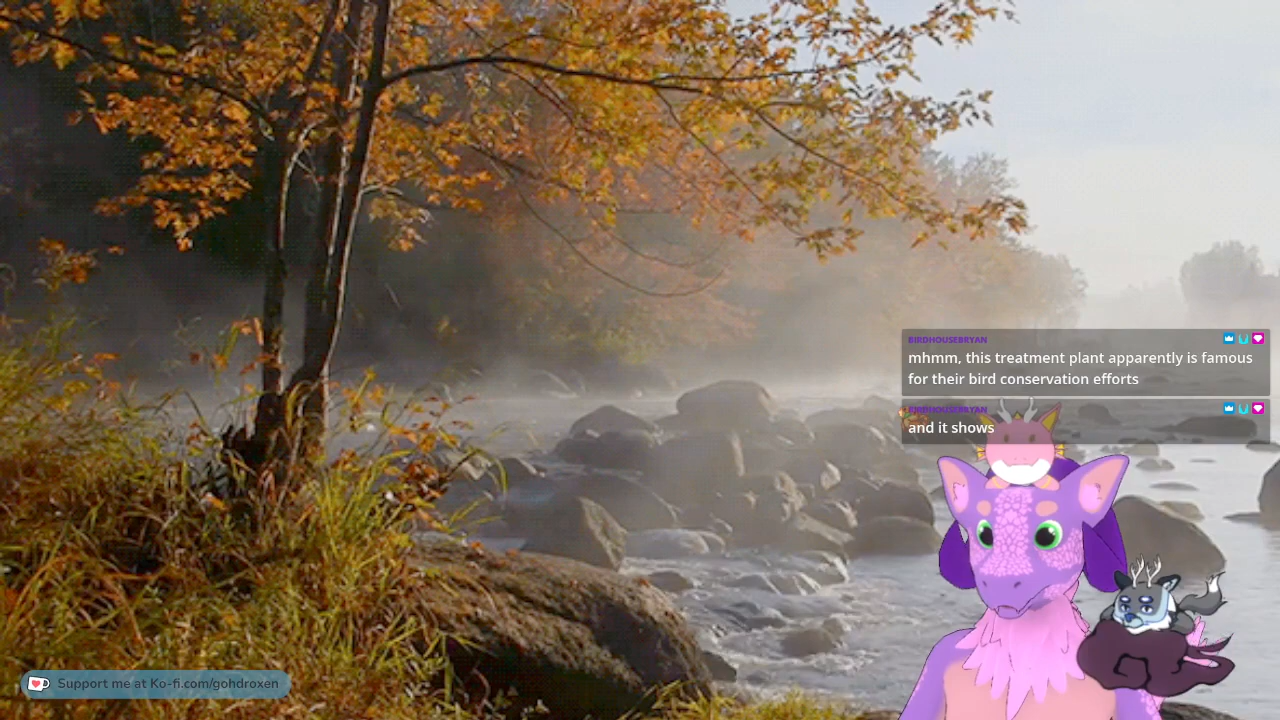 BIRDHOUSEBRYAN
mhmm, this treatment plant apparently is famous
for their bird conservation efforts
BIRDHOUSEBRYAN
and it shows
Support me at Ko-fi.com/gohdroxen